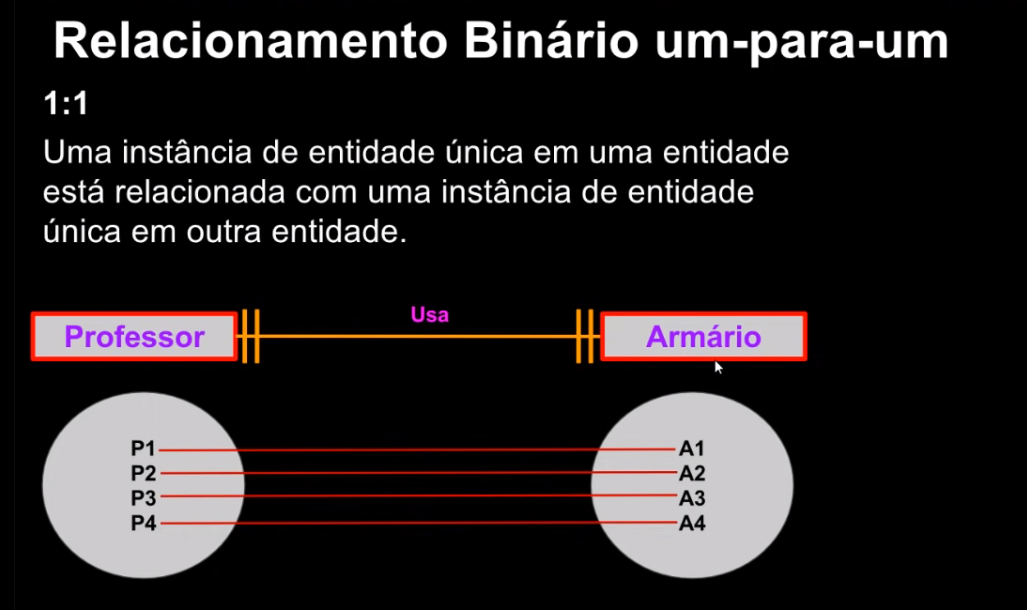 Relacionamento Binário um-para-um
1:1
Uma instância de entidade única em uma entidade
está relacionada com uma instância de entidade
única em outra entidade.
Usa
Professor
Armário
P1
A1
P2
A2
P3
A3
P4
A4